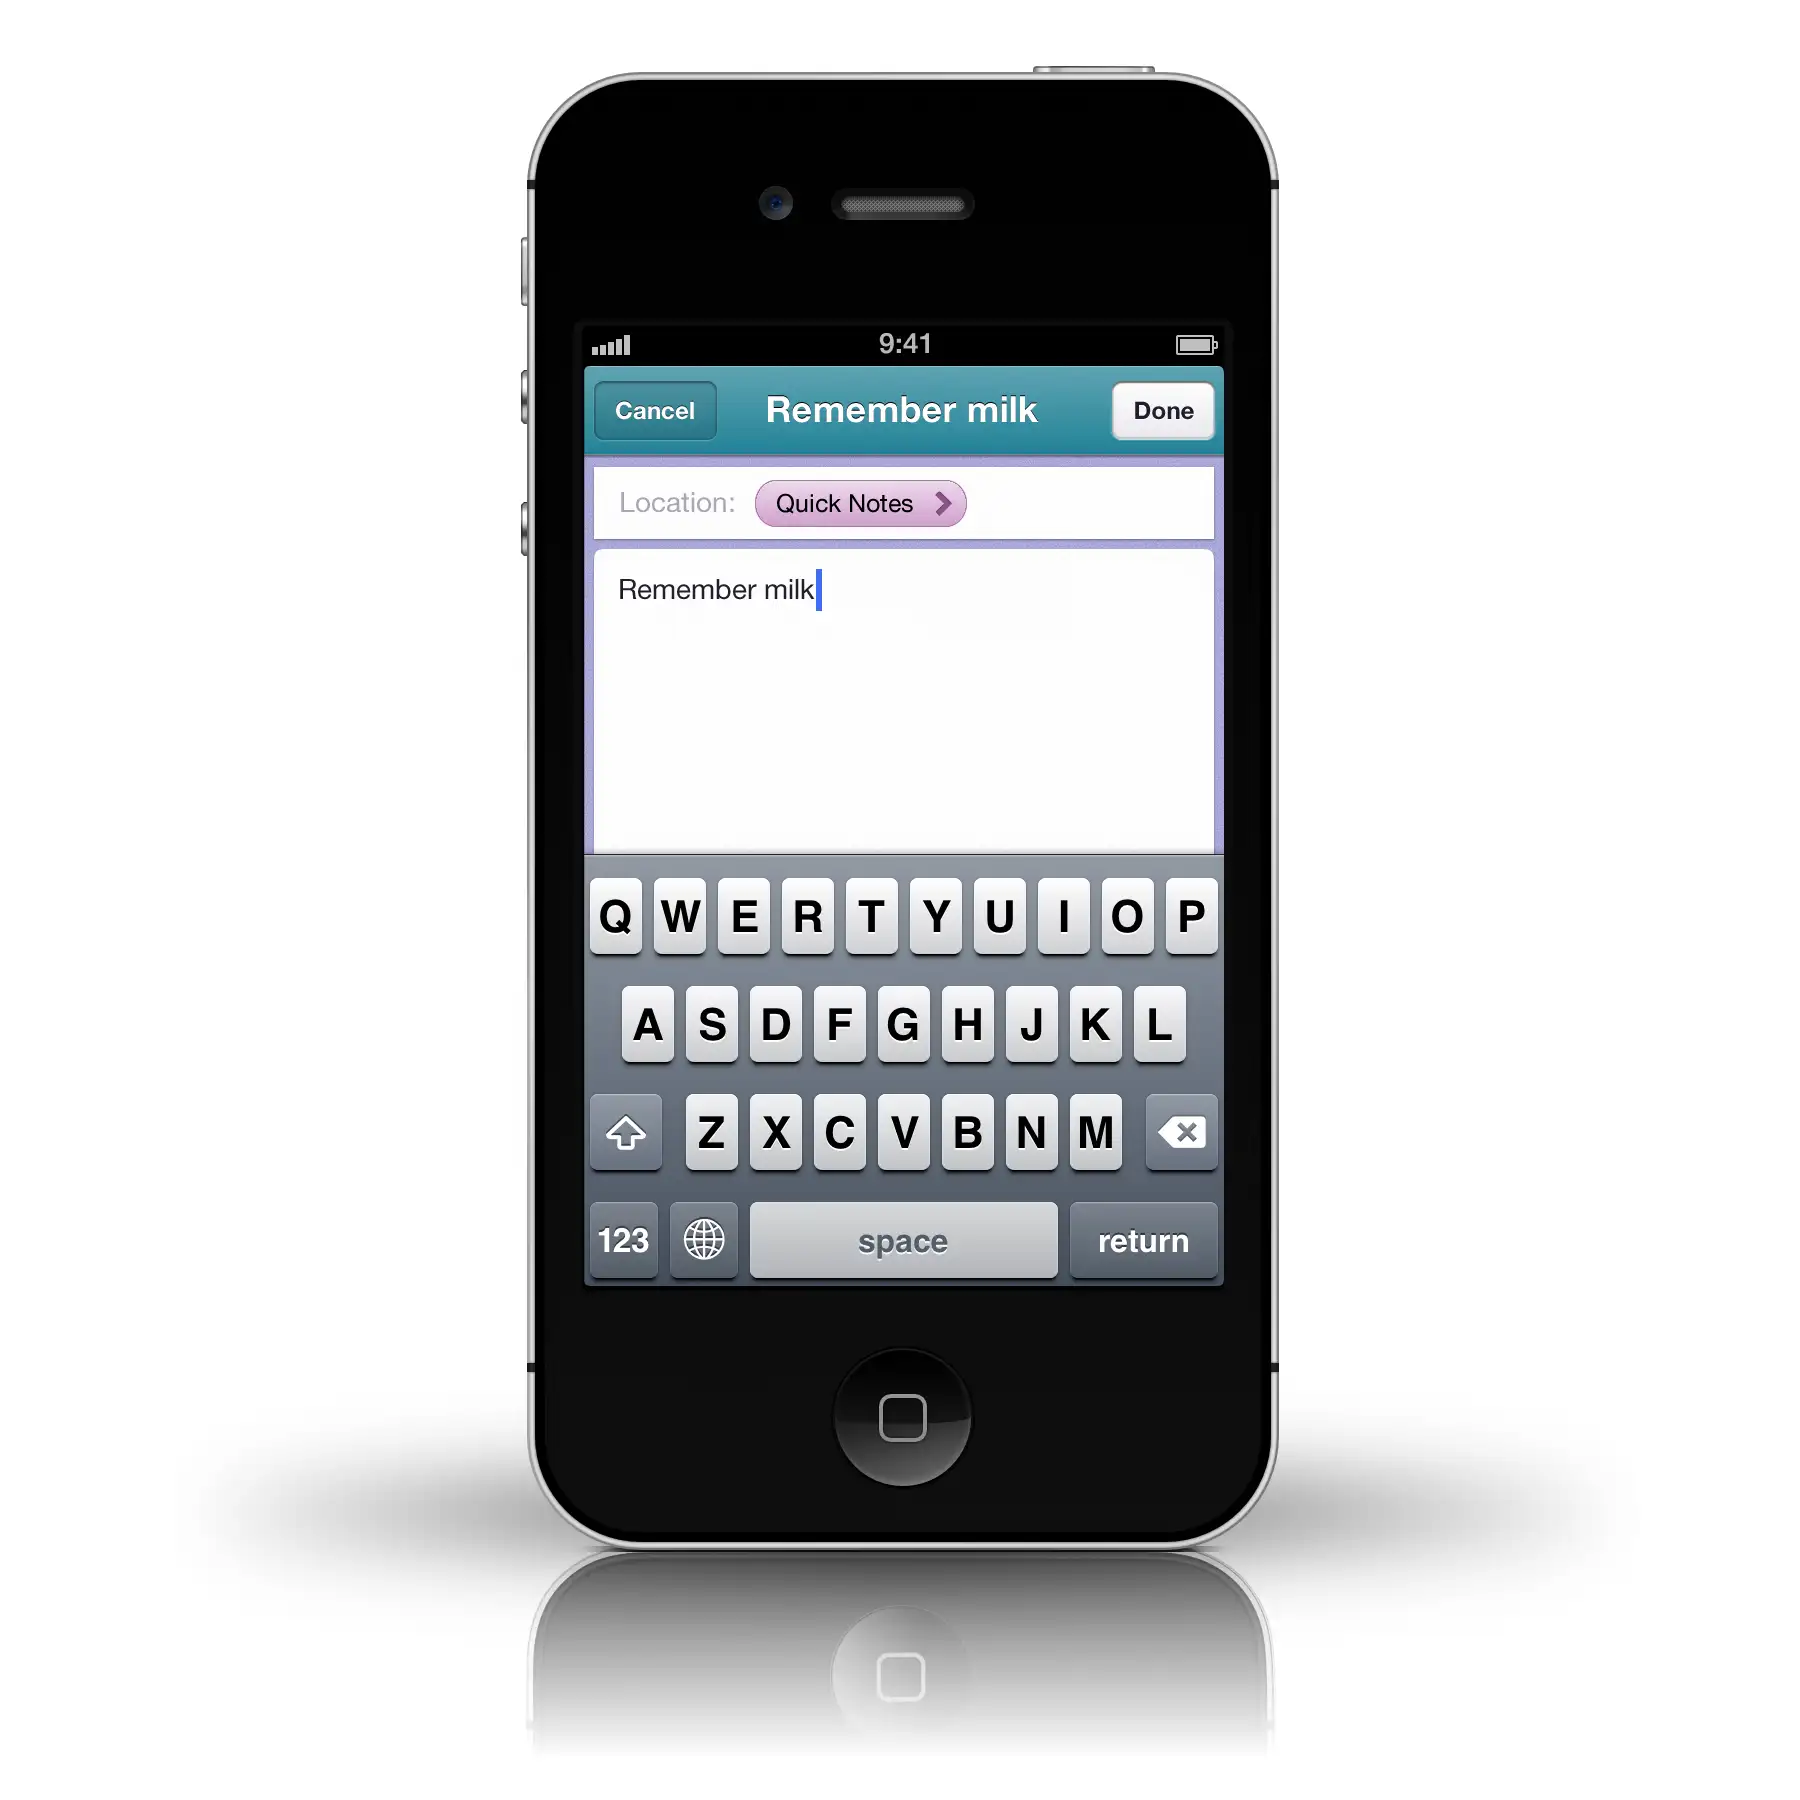 9:41
Cancel Remember milk Done
Location: Quick Notes
Remember milk
Q W E R T Y U I O P
A S D F G H J K L
Z X C V B N M
123 space return